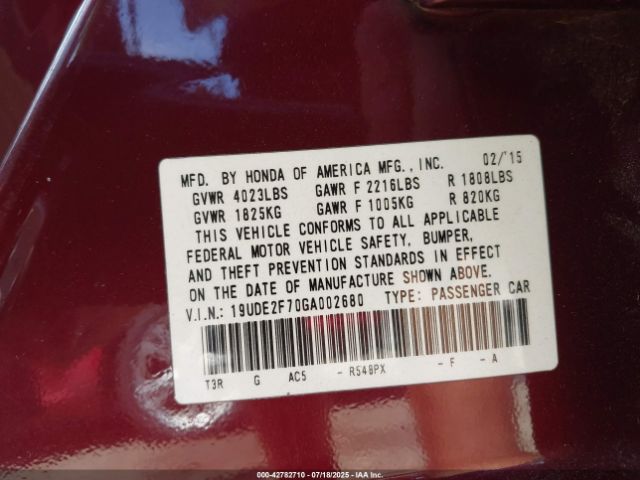 MFD. BY HONDA OF AMERICA MFG., INC. 02/'15
GVWR 4023LBS GAWR F 2216LBS R 1808LBS
GVWR 1825KG GAWR F 1005KG R 820KG
THIS VEHICLE CONFORMS TO ALL APPLICABLE
FEDERAL MOTOR VEHICLE SAFETY, BUMPER,
AND THEFT PREVENTION STANDARDS IN EFFECT
ON THE DATE OF MANUFACTURE SHOWN ABOVE.
V.I.N.: 19UDE2F70GA002680 TYPE: PASSENGER CAR
T3R G AC5 - R548PX - F - A
000-42782710 - 07/18/2025 - IAA Inc.